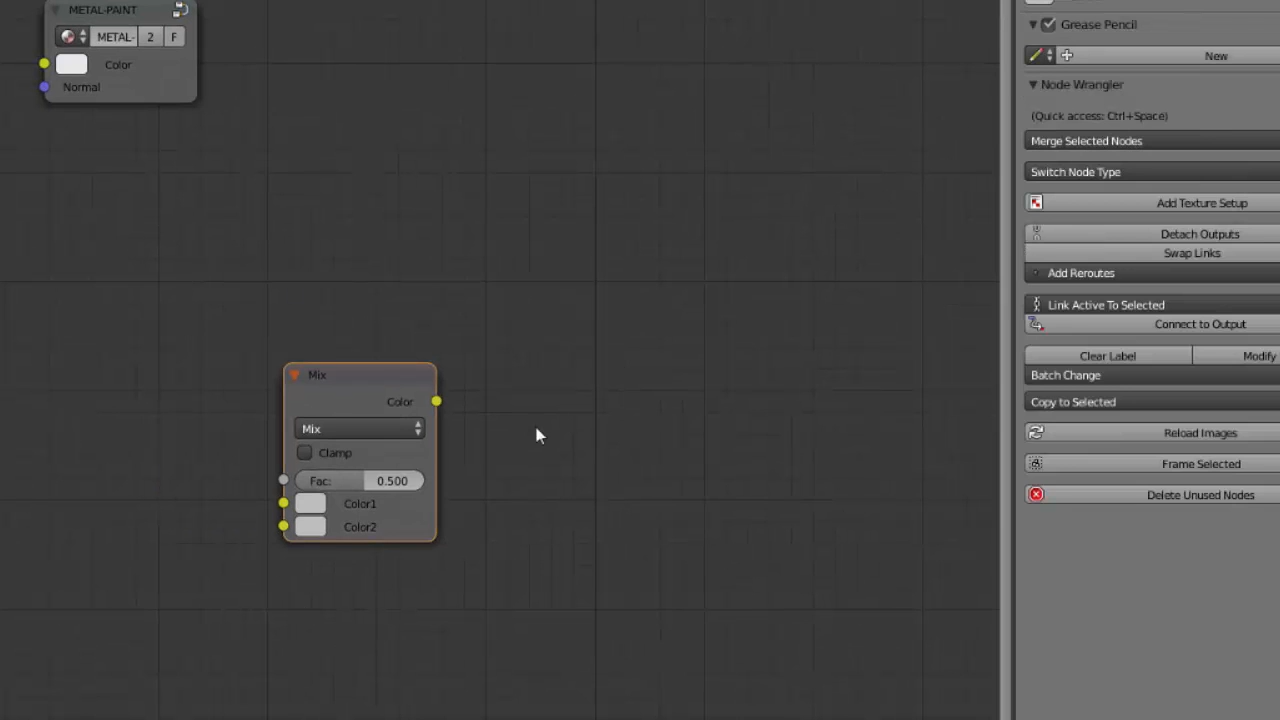 METAL-PAINT
METAL- 2 F
Color
Normal
Mix
Color
Mix
Clamp
Fac: 0.500
Color1
Color2
Grease Pencil
New
Node Wrangler
(Quick access: Ctrl+Space)
Merge Selected Nodes
Switch Node Type
Add Texture Setup
Detach Outputs
Swap Links
Add Reroutes
Link Active To Selected
Connect to Output
Clear Label Modify
Batch Change
Copy to Selected
Reload Images
Frame Selected
Delete Unused Nodes